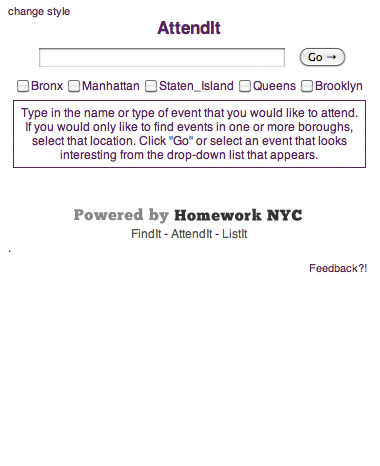 change style
AttendIt
Go →
Bronx Manhattan Staten_Island Queens Brooklyn
Type in the name or type of event that you would like to attend.
If you would only like to find events in one or more boroughs,
select that location. Click "Go" or select an event that looks
interesting from the drop-down list that appears.
Powered by Homework NYC
FindIt - AttendIt - ListIt
.
Feedback?!